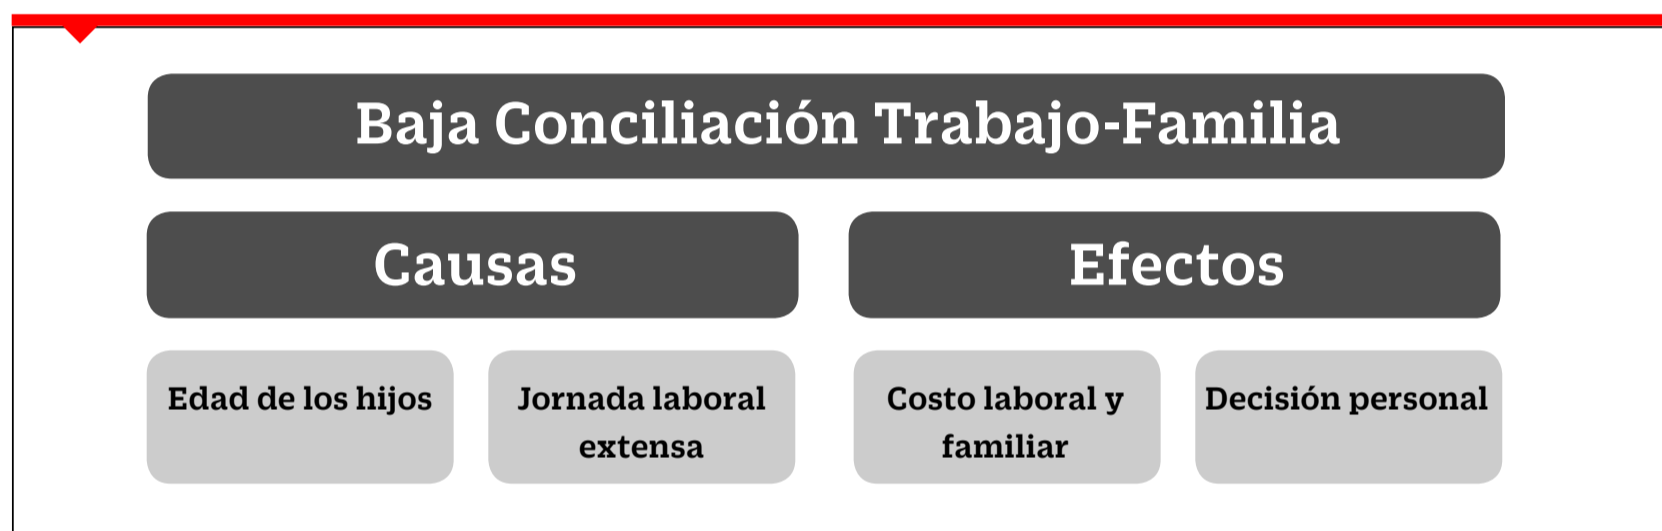 Baja Conciliación Trabajo-Familia
Causas
Efectos
Edad de los hijos
Jornada laboral
extensa
Costo laboral y
familiar
Decisión personal